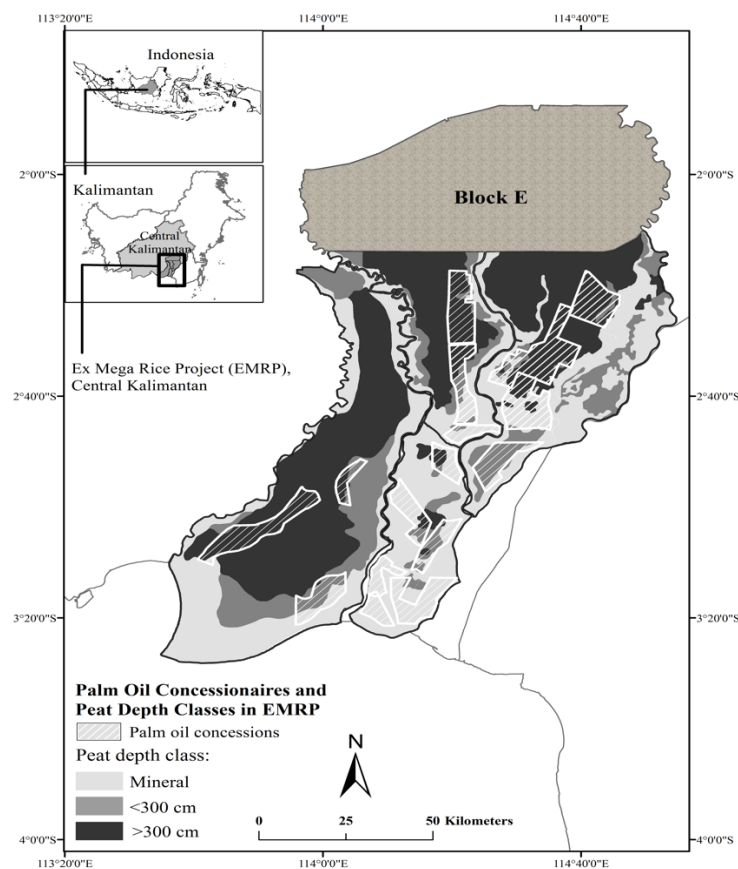 113°20'0"E
114°0'0"E
114°40'0"E
Indonesia
Kalimantan
Central
Kalimantan
Ex Mega Rice Project (EMRP),
Central Kalimantan
Block E
2°0'0"S
2°0'0"S
2°40'0"S
2°40'0"S
3°20'0"S
3°20'0"S
4°0'0"S
4°0'0"S
Palm Oil Concessionaires and
Peat Depth Classes in EMRP
Palm oil concessions
Peat depth class:
Mineral
<300 cm
>300 cm
N
0 25 50 Kilometers
113°20'0"E
114°0'0"E
114°40'0"E